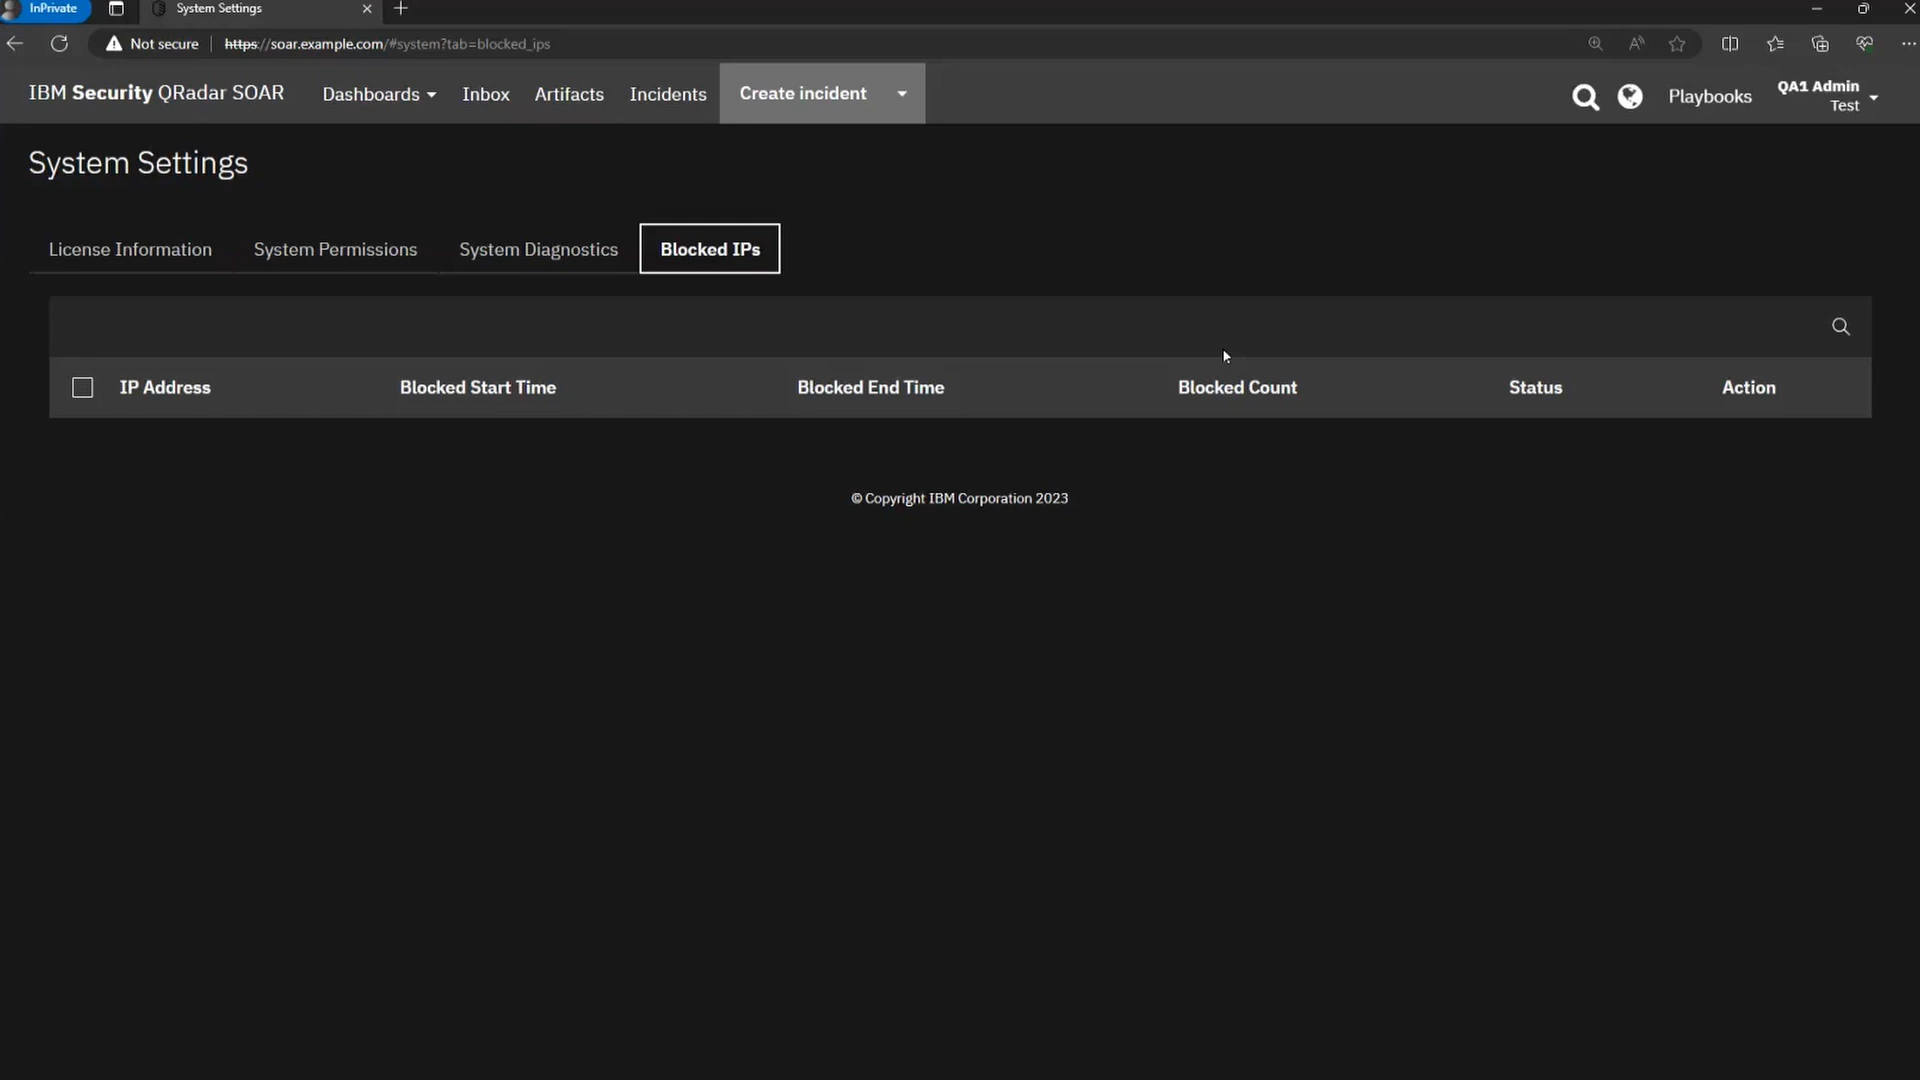 InPrivate
System Settings
Not secure
https://soar.example.com/#system?tab=blocked_ips
IBM Security QRadar SOAR
Dashboards
Inbox
Artifacts
Incidents
Create incident
Playbooks
QA1 Admin
Test
System Settings
License Information
System Permissions
System Diagnostics
Blocked IPs
IP Address
Blocked Start Time
Blocked End Time
Blocked Count
Status
Action
© Copyright IBM Corporation 2023